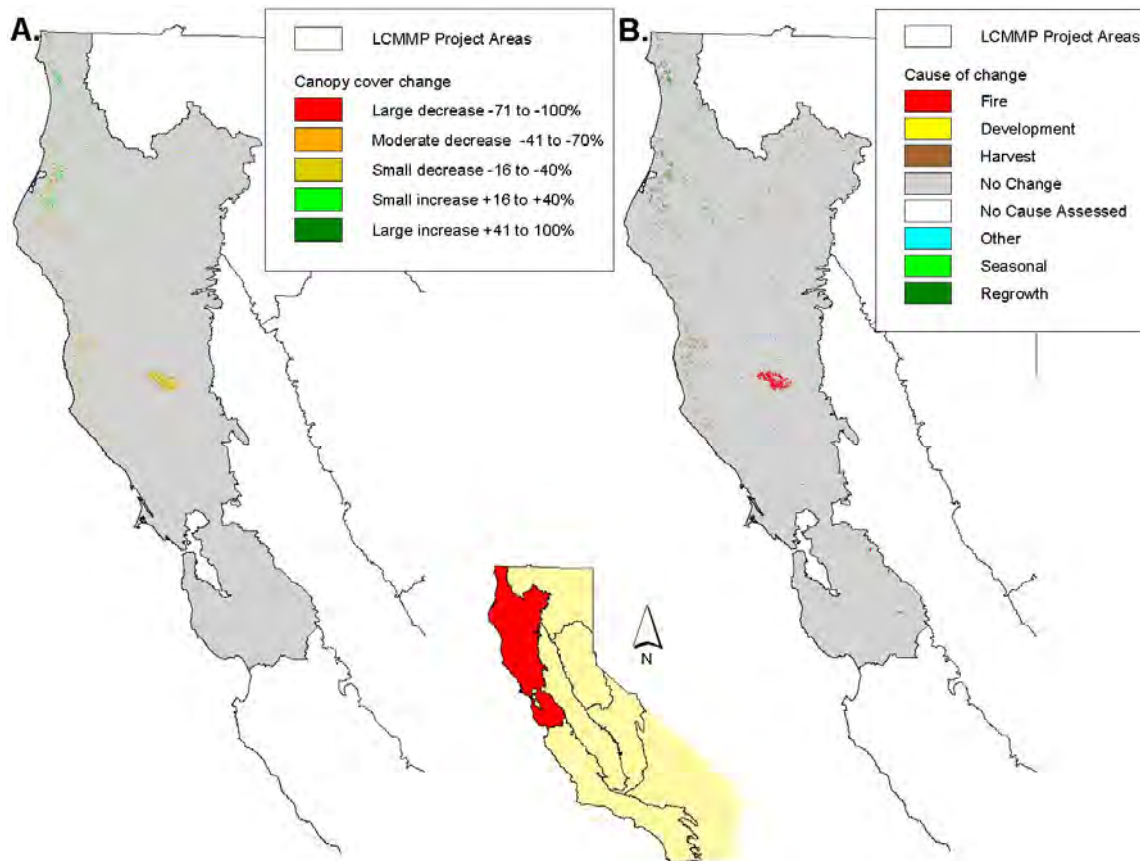 A.
LCMMP Project Areas
Canopy cover change
Large decrease -71 to -100%
Moderate decrease -41 to -70%
Small decrease -16 to -40%
Small increase +16 to +40%
Large increase +41 to 100%
B.
LCMMP Project Areas
Cause of change
Fire
Development
Harvest
No Change
No Cause Assessed
Other
Seasonal
Regrowth
N